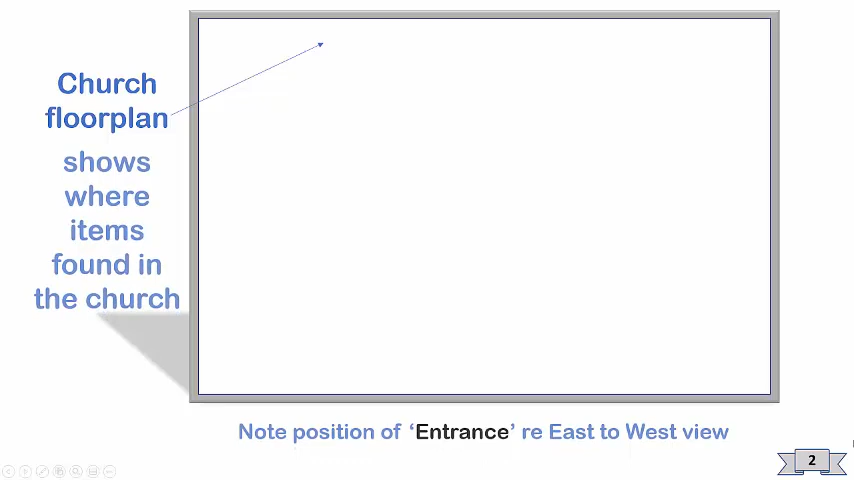 Church
floorplan
shows
where
items
found in
the church
Note position of ‘Entrance’ re East to West view
2